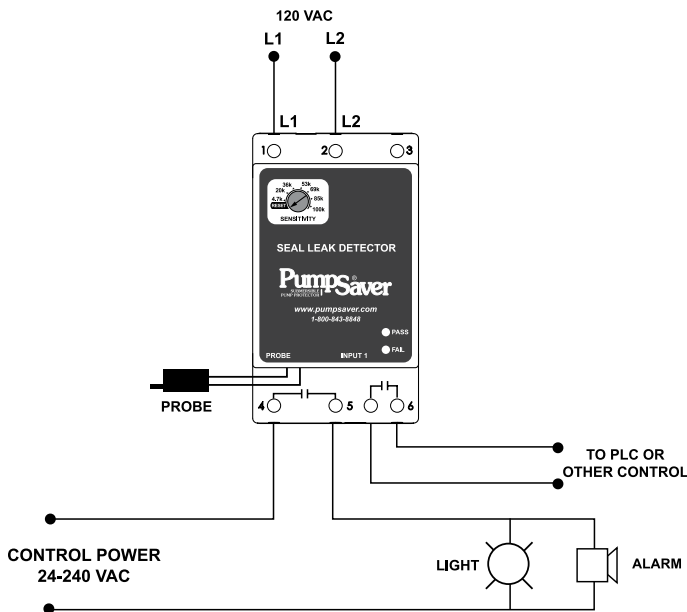 120 VAC
L1 L2
L1 L2
1 2 3
36k 53k
20k 69k
4.7k 85k
RESET 100k
SENSITIVITY
SEAL LEAK DETECTOR
PumpSaver®
SUBMERSIBLE
PUMP PROTECTOR
www.pumpsaver.com
1-800-843-8848
PASS
FAIL
PROBE INPUT 1
PROBE
4 5 6
TO PLC OR
OTHER CONTROL
CONTROL POWER
24-240 VAC
LIGHT
ALARM